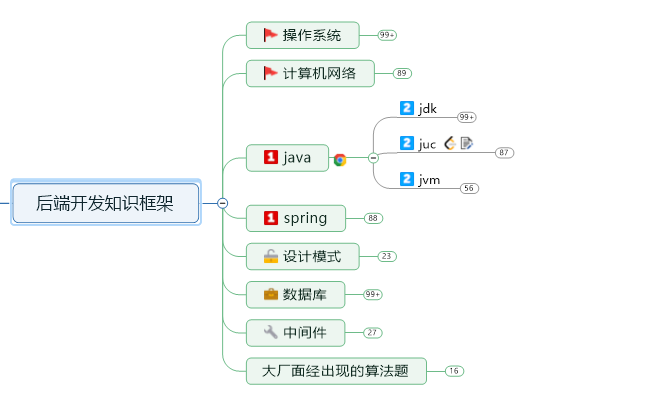 操作系统 99+
计算机网络 89
2 jdk 99+
2 juc 87
1 java
2 jvm 56
后端开发知识框架
1 spring 88
设计模式 23
数据库 99+
中间件 27
大厂面经出现的算法题 16